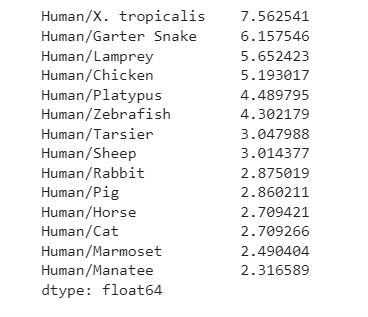 Human/X. tropicalis 7.562541
Human/Garter Snake 6.157546
Human/Lamprey 5.652423
Human/Chicken 5.193017
Human/Platypus 4.489795
Human/Zebrafish 4.302179
Human/Tarsier 3.047988
Human/Sheep 3.014377
Human/Rabbit 2.875019
Human/Pig 2.860211
Human/Horse 2.709421
Human/Cat 2.709266
Human/Marmoset 2.490404
Human/Manatee 2.316589
dtype: float64